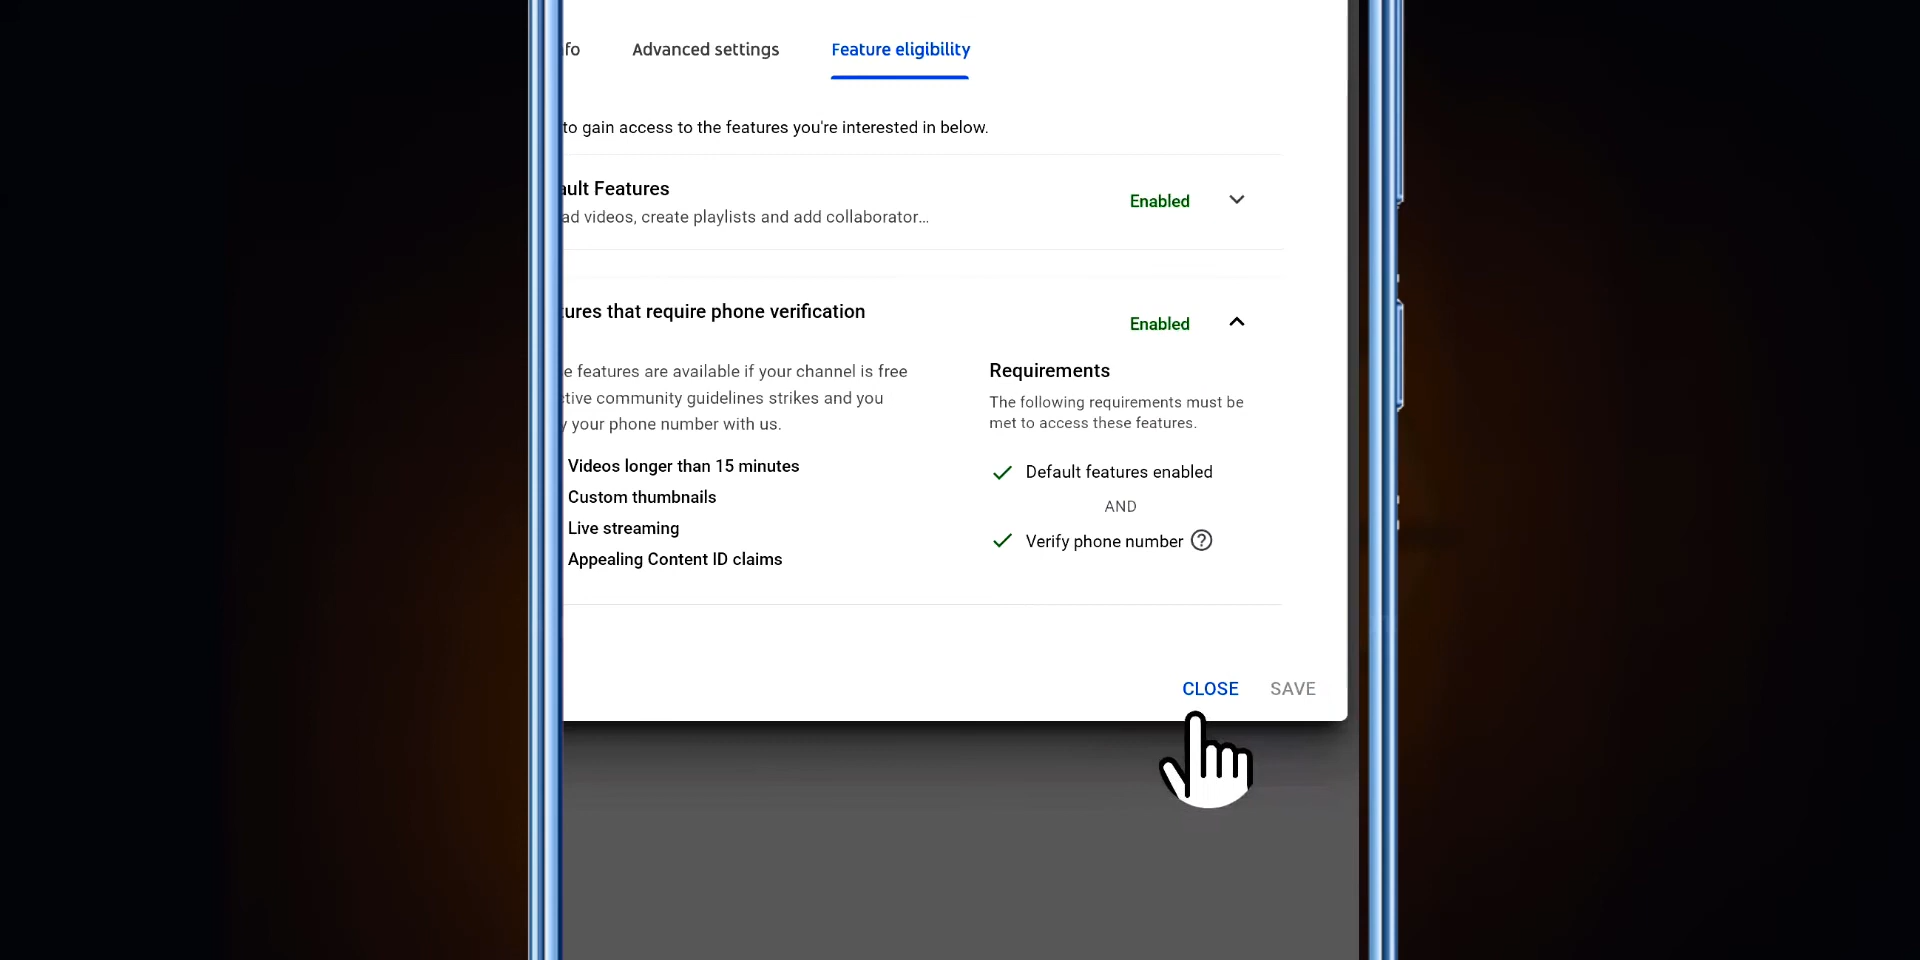 fo Advanced settings Feature eligibility
to gain access to the features you're interested in below.
ault Features
Enabled
ad videos, create playlists and add collaborator...
tures that require phone verification
Enabled
e features are available if your channel is free
ctive community guidelines strikes and you
y your phone number with us.
Videos longer than 15 minutes
Custom thumbnails
Live streaming
Appealing Content ID claims
Requirements
The following requirements must be
met to access these features.
Default features enabled
AND
Verify phone number ?
CLOSE SAVE